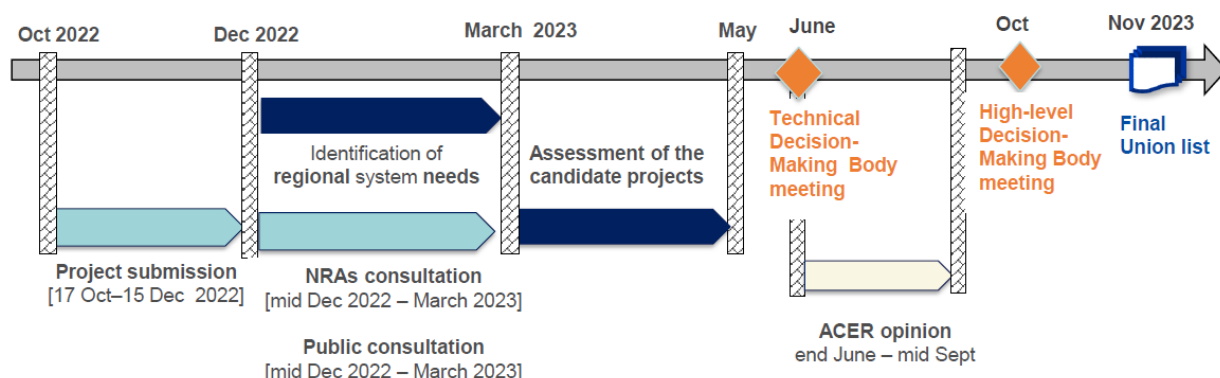 Oct 2022
Dec 2022
March 2023
May
June
Oct
Nov 2023
Identification of
regional system needs
Assessment of the
candidate projects
Technical
Decision-
Making Body
meeting
High-level
Decision-
Making Body
meeting
Final
Union list
Project submission
[17 Oct–15 Dec 2022]
NRAs consultation
[mid Dec 2022 – March 2023]
Public consultation
[mid Dec 2022 – March 2023]
ACER opinion
end June – mid Sept